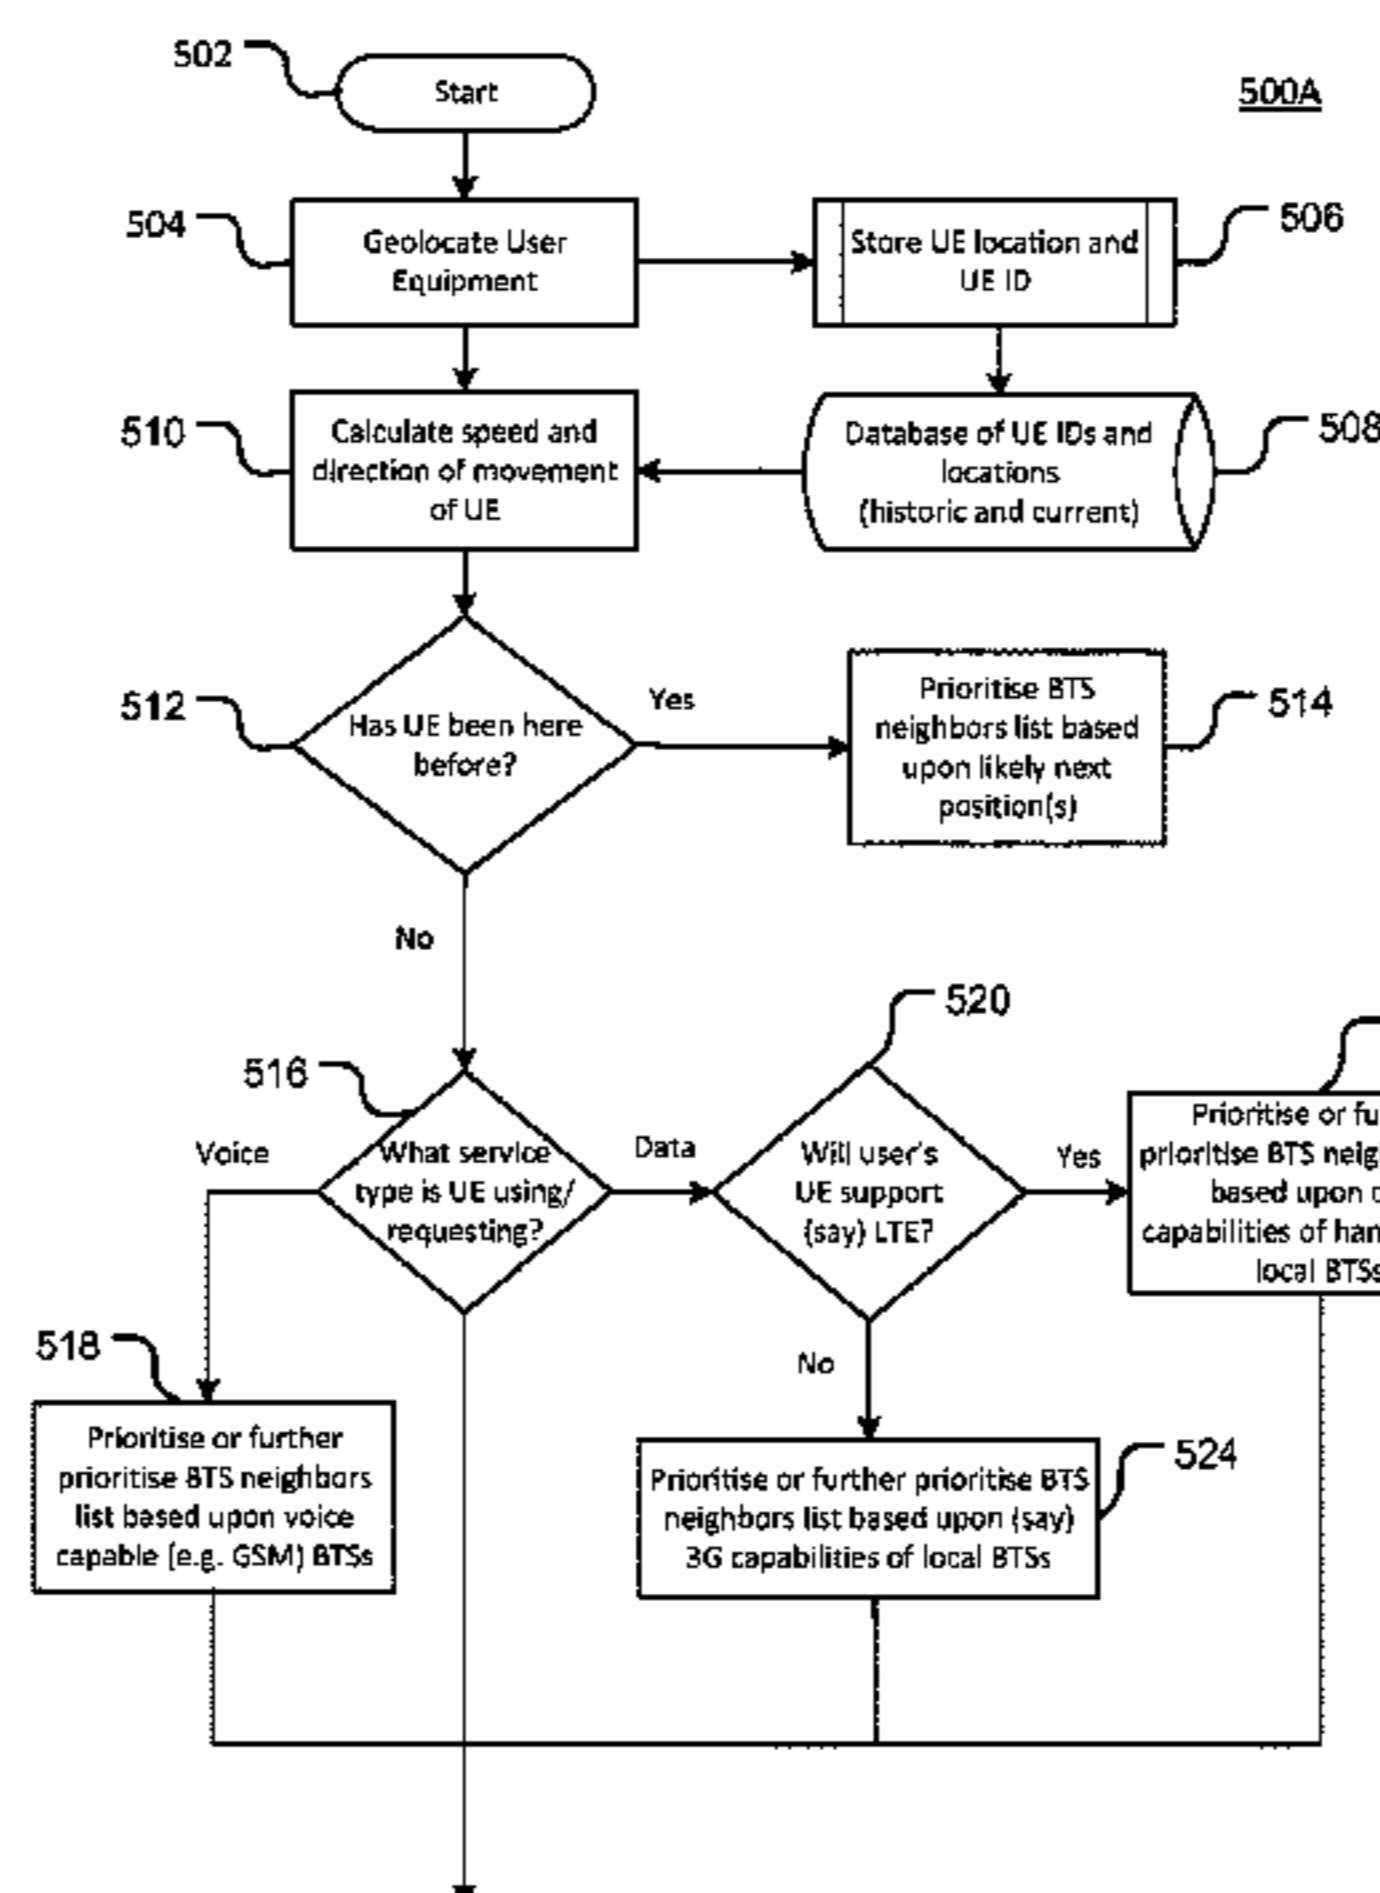 502
Start
500A
504
Geolocate User
Equipment
Store UE location and
UE ID
506
510
Calculate speed and
direction of movement
of UE
Database of UE IDs and
locations
(historic and current)
508
512
Has UE been here
before?
Yes
Prioritise BTS
neighbors list based
upon likely next
position(s)
514
No
520
516
Voice
What service
type is UE using/
requesting?
Data
Will user's
UE support
(say) LTE?
Yes
Prioritise or
prioritise BTS
based upon
capabilities of
local BTSs
No
518
Prioritise or further
prioritise BTS neighbors
list based upon voice
capable (e.g. GSM) BTSs
Prioritise or further prioritise BTS
neighbors list based upon (say)
3G capabilities of local BTSs
524